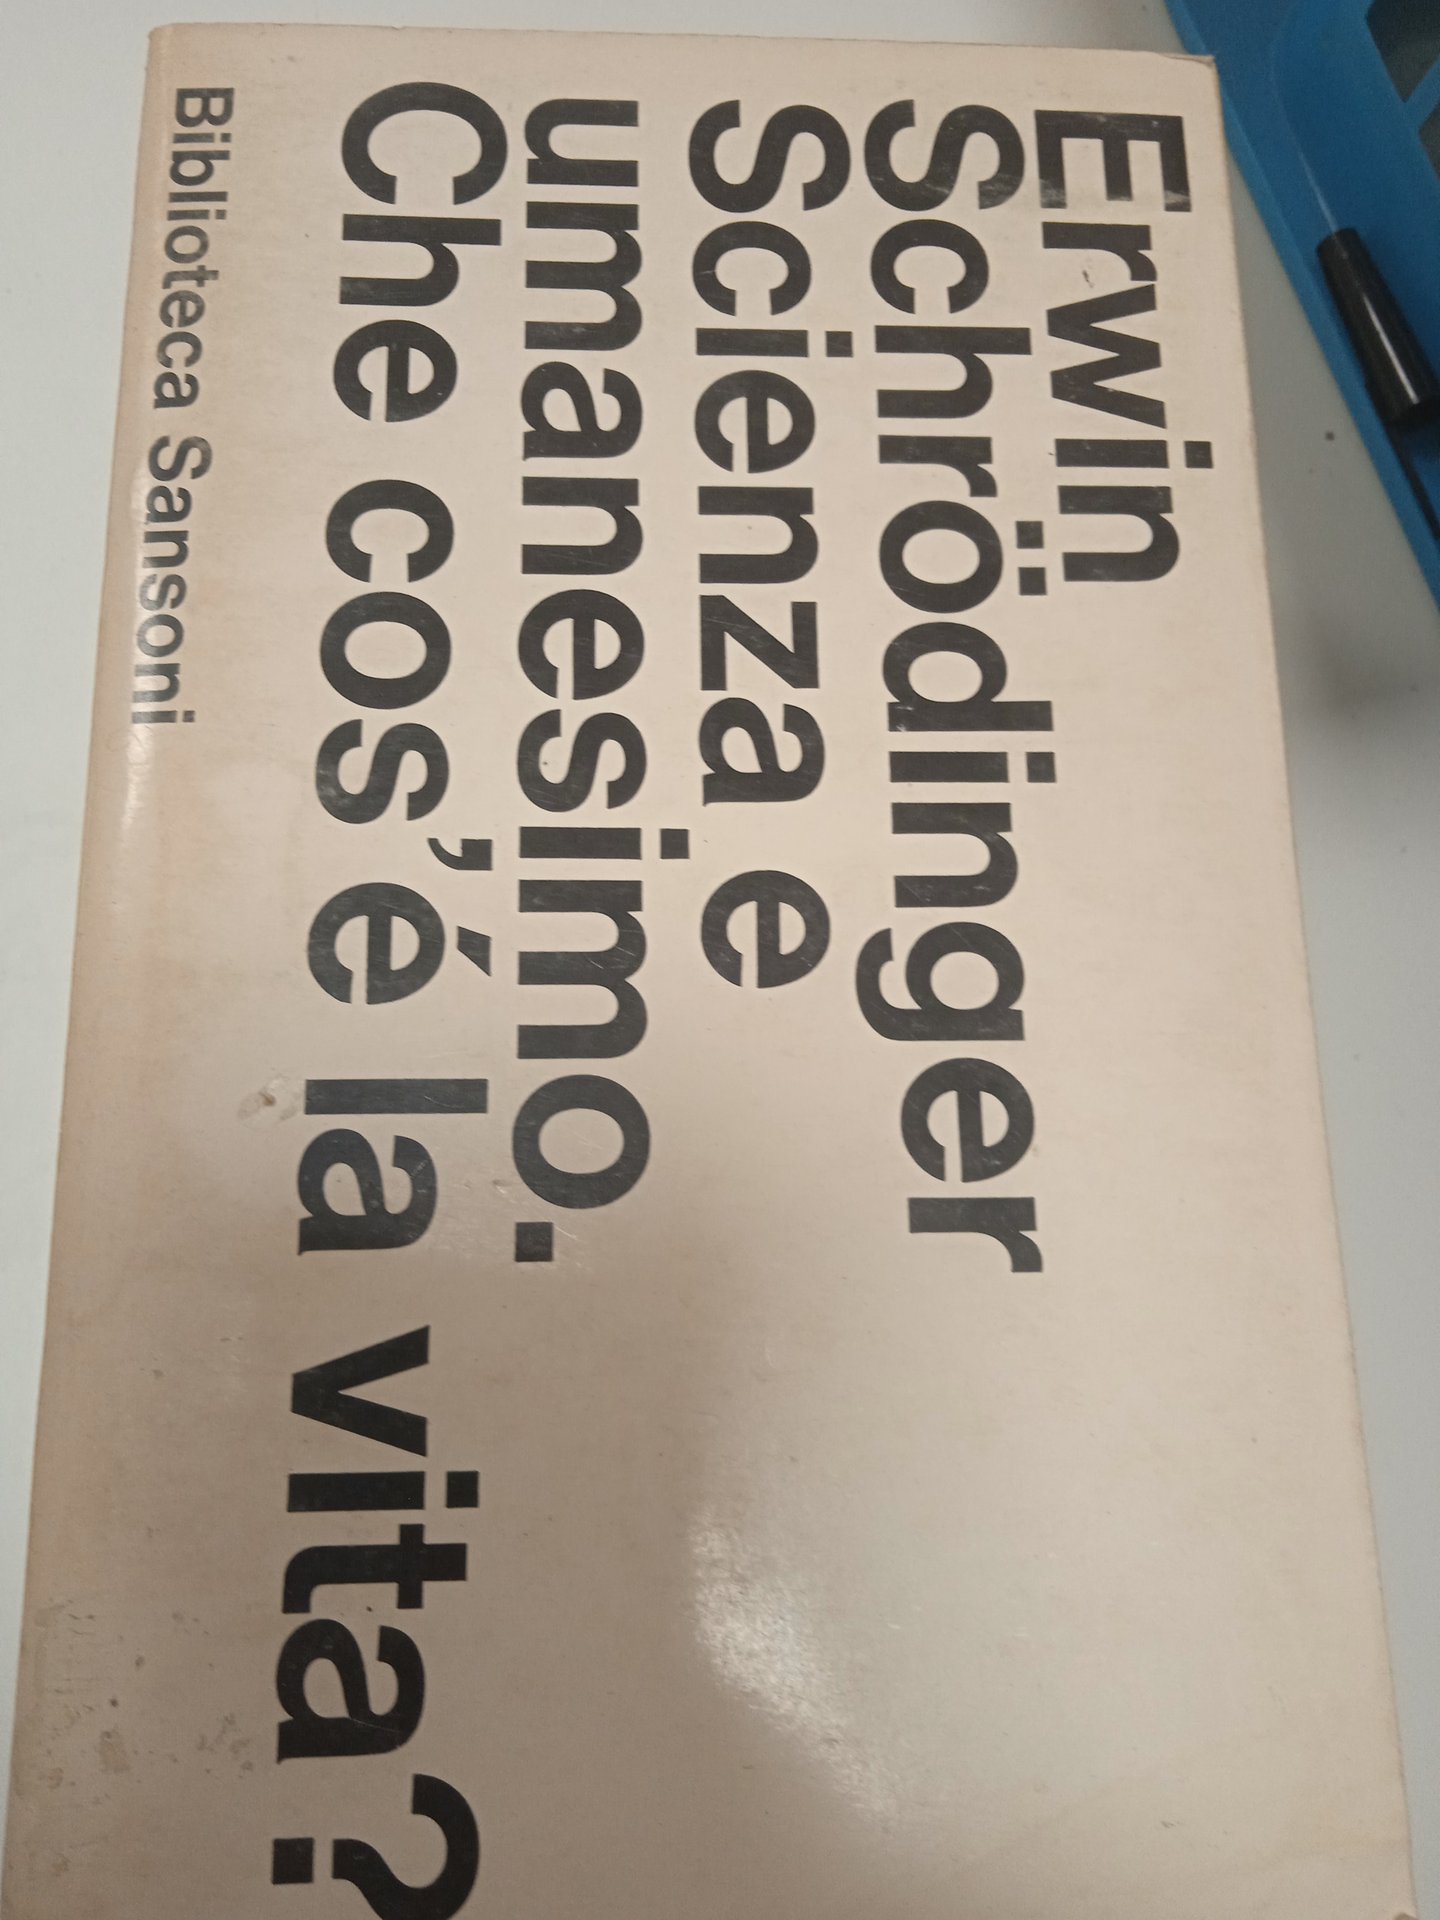 Erwin
Schrödinger
Scienza e
umanesimo.
Che cos'é la vita?
Biblioteca Sansoni